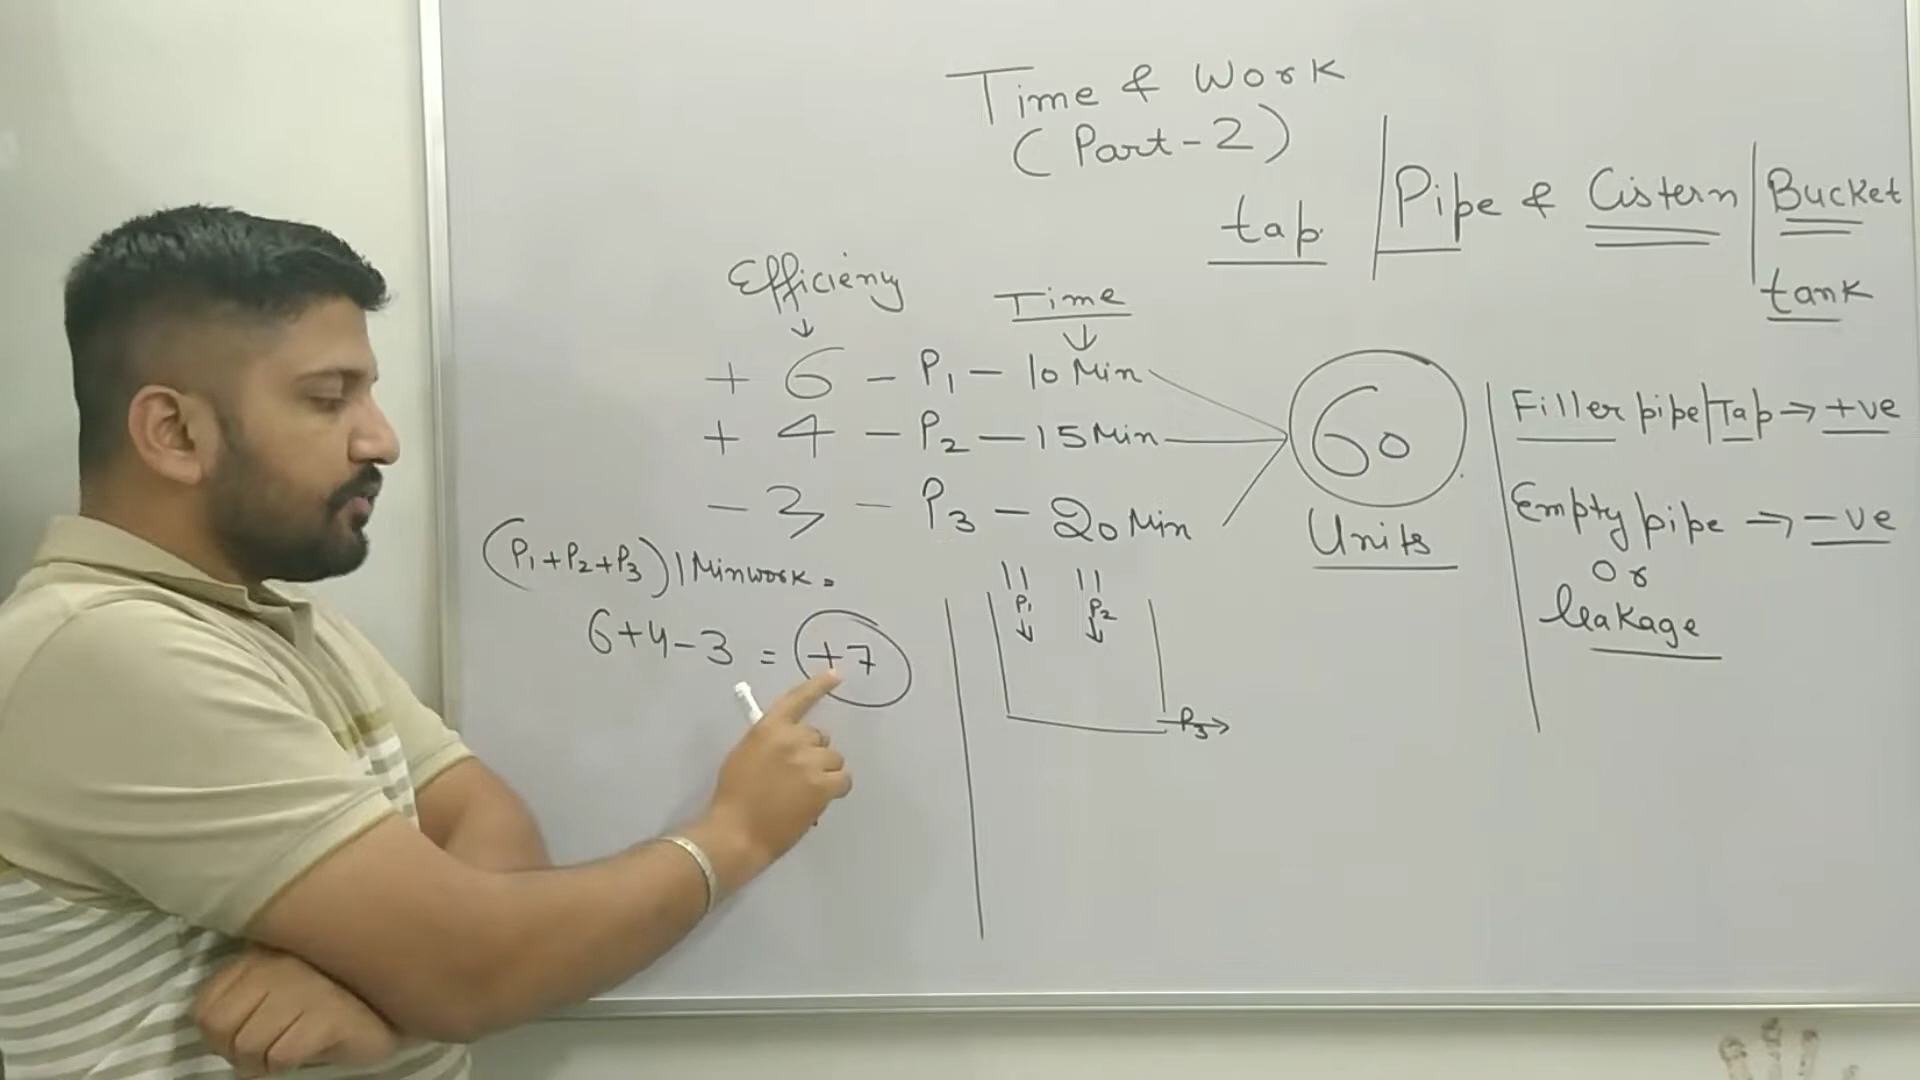 Time & Work
(Part-2)
tap | Pipe & Cistern | Bucket
tank
Efficieny
Time
+ 6 - P1 - 10 Min
+ 4 - P2 - 15 Min
- 3 - P3 - 20 Min
60
Units
Filler pipe|Tap → +ve
Empty pipe → -ve
Or
leakage
(P1+P2+P3) 1 Min work =
6+4-3 = +7
P1 P2
P3